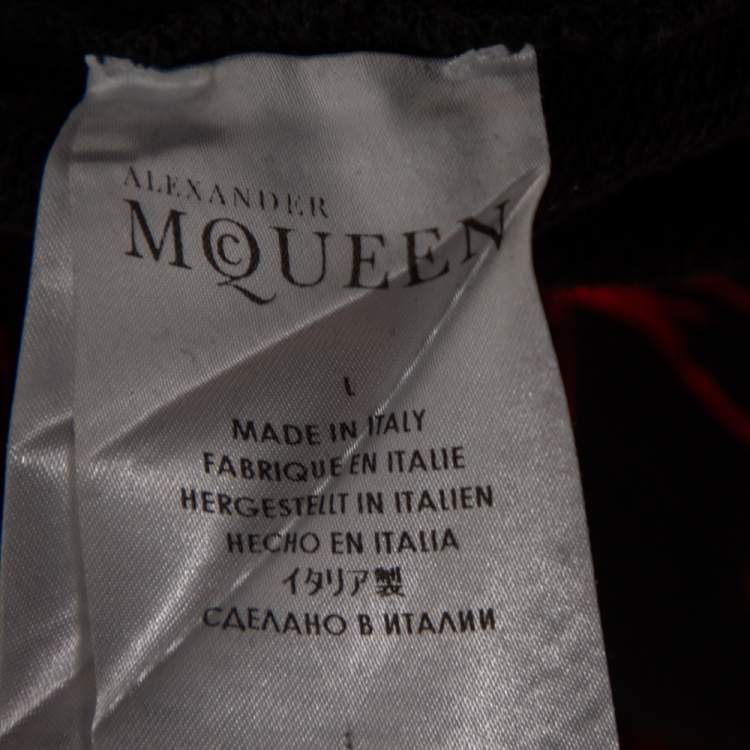 ALEXANDER
McQUEEN
L
MADE IN ITALY
FABRIQUE EN ITALIE
HERGESTELLT IN ITALIEN
HECHO EN ITALIA
イタリア製
СДЕЛАНО В ИТАЛИИ